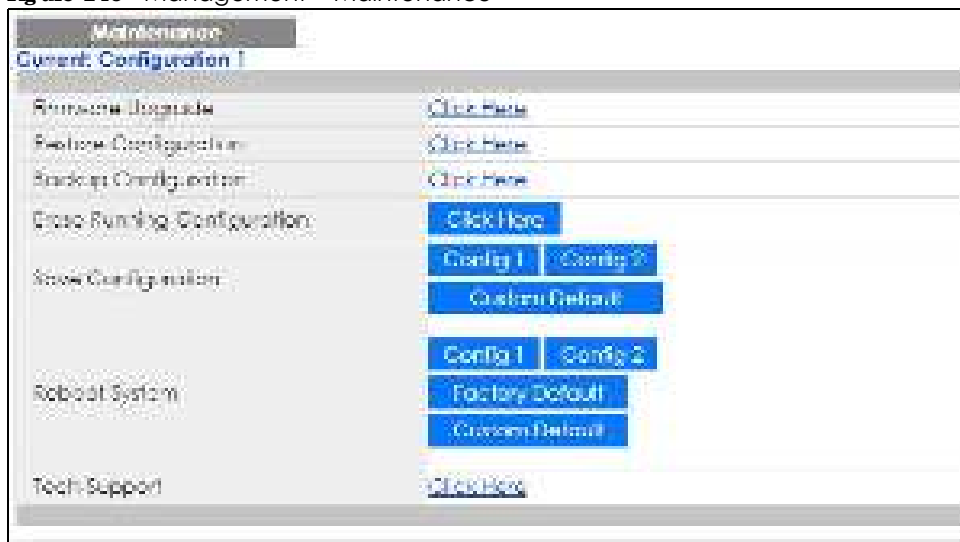 Management Maintenance
Maintenance
Current: Configuration 1
Firmware Upgrade Click Here
Restore Configuration Click Here
Backup Configuration Click Here
Erase Running Configuration Click Here
Save Configuration Config 1 Config 2
Custom Default
Reboot System Config 1 Config 2
Factory Default
Custom Default
Tech Support Click Here